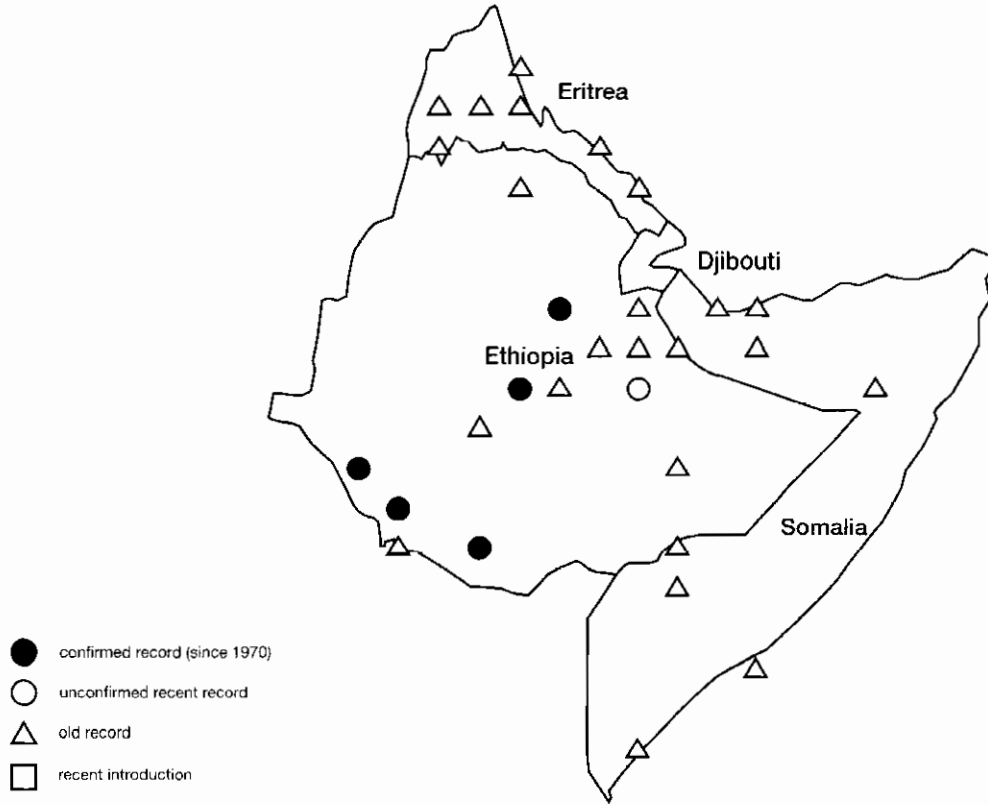 Eritrea
Djibouti
Ethiopia
Somalia
confirmed record (since 1970)
unconfirmed recent record
old record
recent introduction